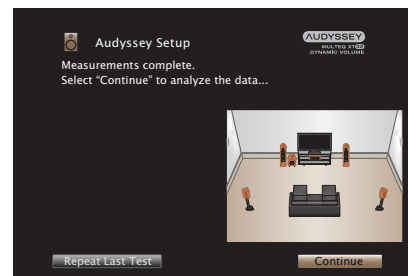 Audyssey Setup
AUDYSSEY
MULTEQ XT32
DYNAMIC VOLUME
Measurements complete.
Select “Continue” to analyze the data...
Repeat Last Test
Continue